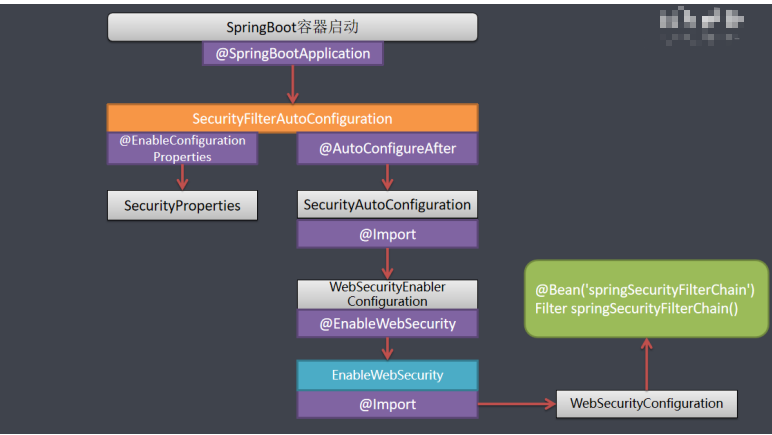 SpringBoot容器启动
@SpringBootApplication
SecurityFilterAutoConfiguration
@EnableConfiguration
Properties
@AutoConfigureAfter
SecurityProperties
SecurityAutoConfiguration
@Import
WebSecurityEnabler
Configuration
@EnableWebSecurity
@Bean('springSecurityFilterChain')
Filter springSecurityFilterChain()
EnableWebSecurity
@Import
WebSecurityConfiguration